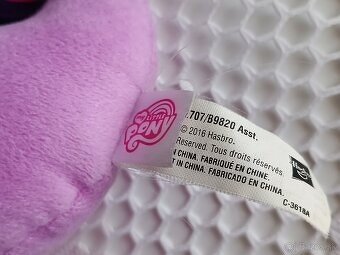 MY
LITTLE
PONY
.707/B9820 Asst.
© 2016 Hasbro.
Reserved. Tous droits réservés.
IN CHINA. FABRIQUÉ EN CHINE.
EN CHINA. FABRICADO EN CHINA.
C-3618A